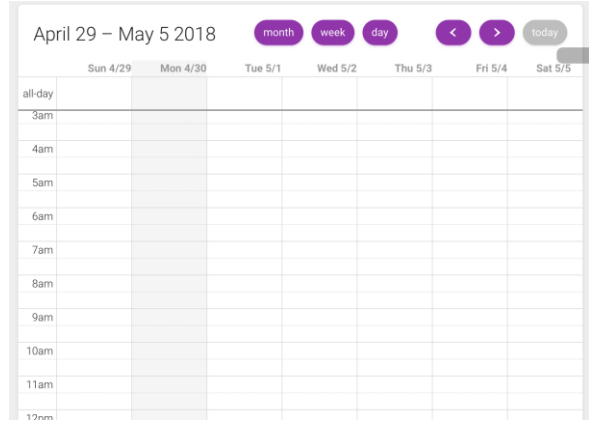 April 29 – May 5 2018 month week day < > today
Sun 4/29 Mon 4/30 Tue 5/1 Wed 5/2 Thu 5/3 Fri 5/4 Sat 5/5
all-day
3am
4am
5am
6am
7am
8am
9am
10am
11am
12pm